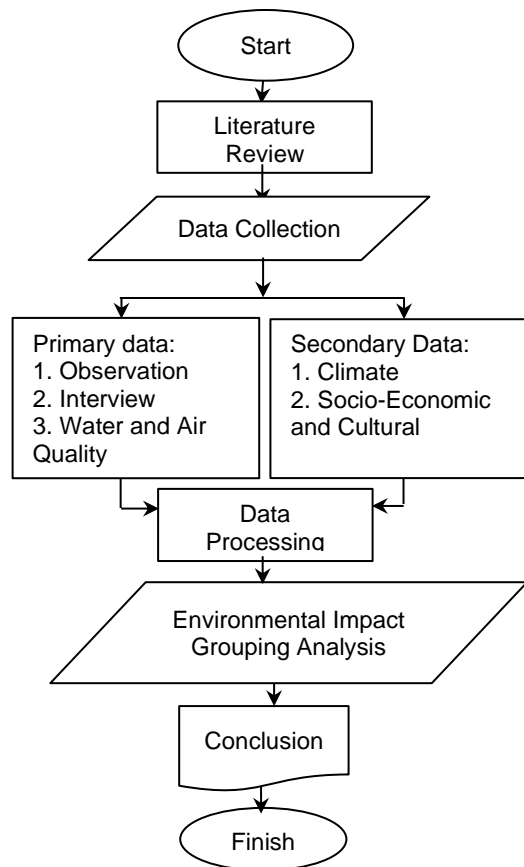 Start
Literature
Review
Data Collection
Primary data:
1. Observation
2. Interview
3. Water and Air
Quality
Secondary Data:
1. Climate
2. Socio-Economic
and Cultural
Data
Processing
Environmental Impact
Grouping Analysis
Conclusion
Finish